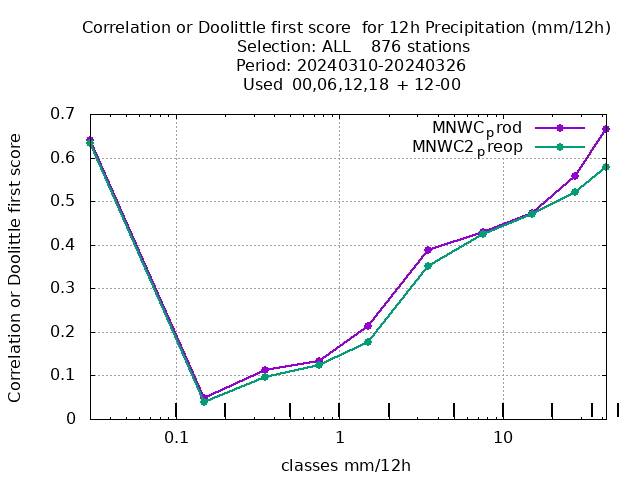 Correlation or Doolittle first score  for 12h Precipitation (mm/12h)
Selection: ALL    876 stations
Period: 20240310-20240326
Used  00,06,12,18  + 12-00
Correlation or Doolittle first score
0.7
0.6
0.5
0.4
0.3
0.2
0.1
0
MNWCprod
MNWC2preop
0.1
1
10
classes mm/12h